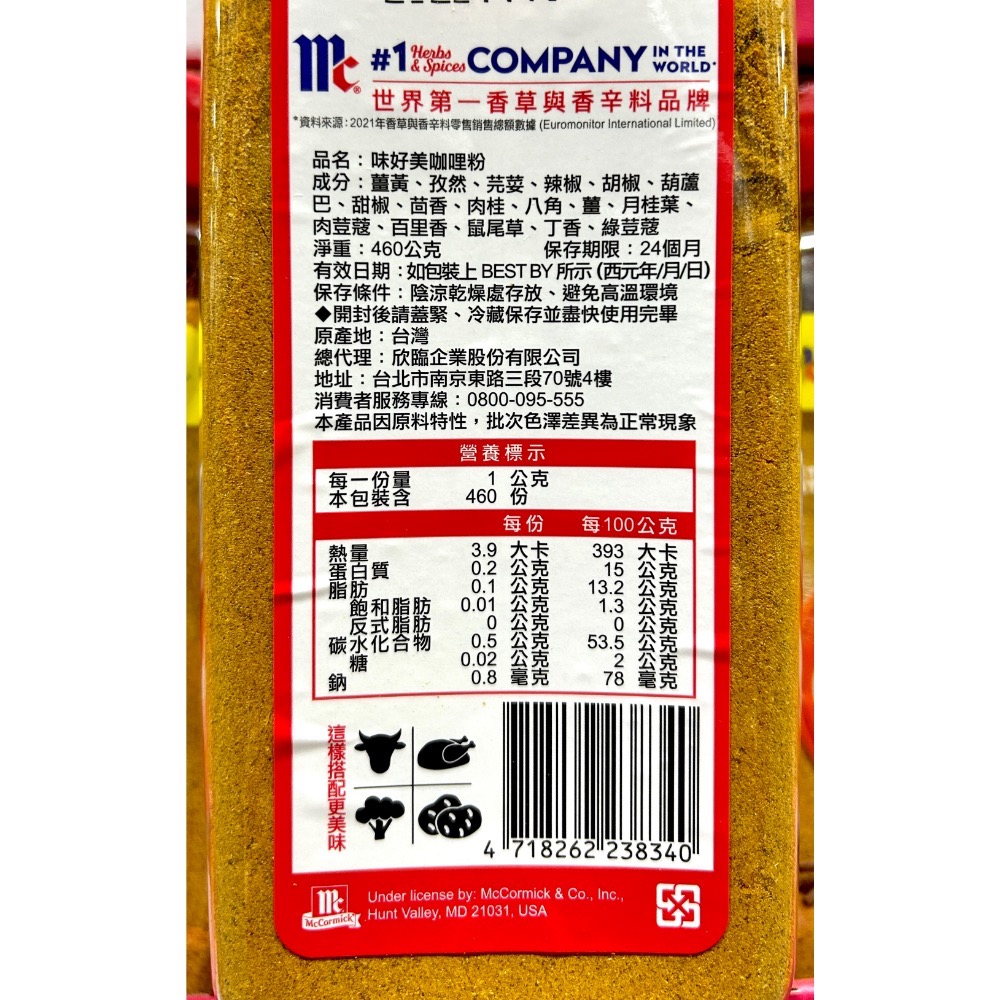 Mc® #1 Herbs & Spices COMPANY IN THE WORLD*
世界第一香草與香辛料品牌
*資料來源:2021年香草與香辛料零售銷售總額數據 (Euromonitor International Limited)
品名:味好美咖哩粉
成分:薑黃、孜然、芫荽、辣椒、胡椒、葫蘆
巴、甜椒、茴香、肉桂、八角、薑、月桂葉、
肉荳蔻、百里香、鼠尾草、丁香、綠荳蔻
淨重:460公克 保存期限:24個月
有效日期:如包裝上 BEST BY 所示 (西元年/月/日)
保存條件:陰涼乾燥處存放、避免高溫環境
◆開封後請蓋緊、冷藏保存並盡快使用完畢
原產地:台灣
總代理:欣臨企業股份有限公司
地址:台北市南京東路三段70號4樓
消費者服務專線:0800-095-555
本產品因原料特性,批次色澤差異為正常現象
營養標示
每一份量 1 公克
本包裝含 460 份
每份 每100公克
熱量 3.9 大卡 393 大卡
蛋白質 0.2 公克 15 公克
脂肪 0.1 公克 13.2 公克
飽和脂肪 0.01 公克 1.3 公克
反式脂肪 0 公克 0 公克
碳水化合物 0.5 公克 53.5 公克
糖 0.02 公克 2 公克
鈉 0.8 毫克 78 毫克
這樣搭配更美味
4 718262 238340
Mc McCormick
Under license by: McCormick & Co., Inc.,
Hunt Valley, MD 21031, USA